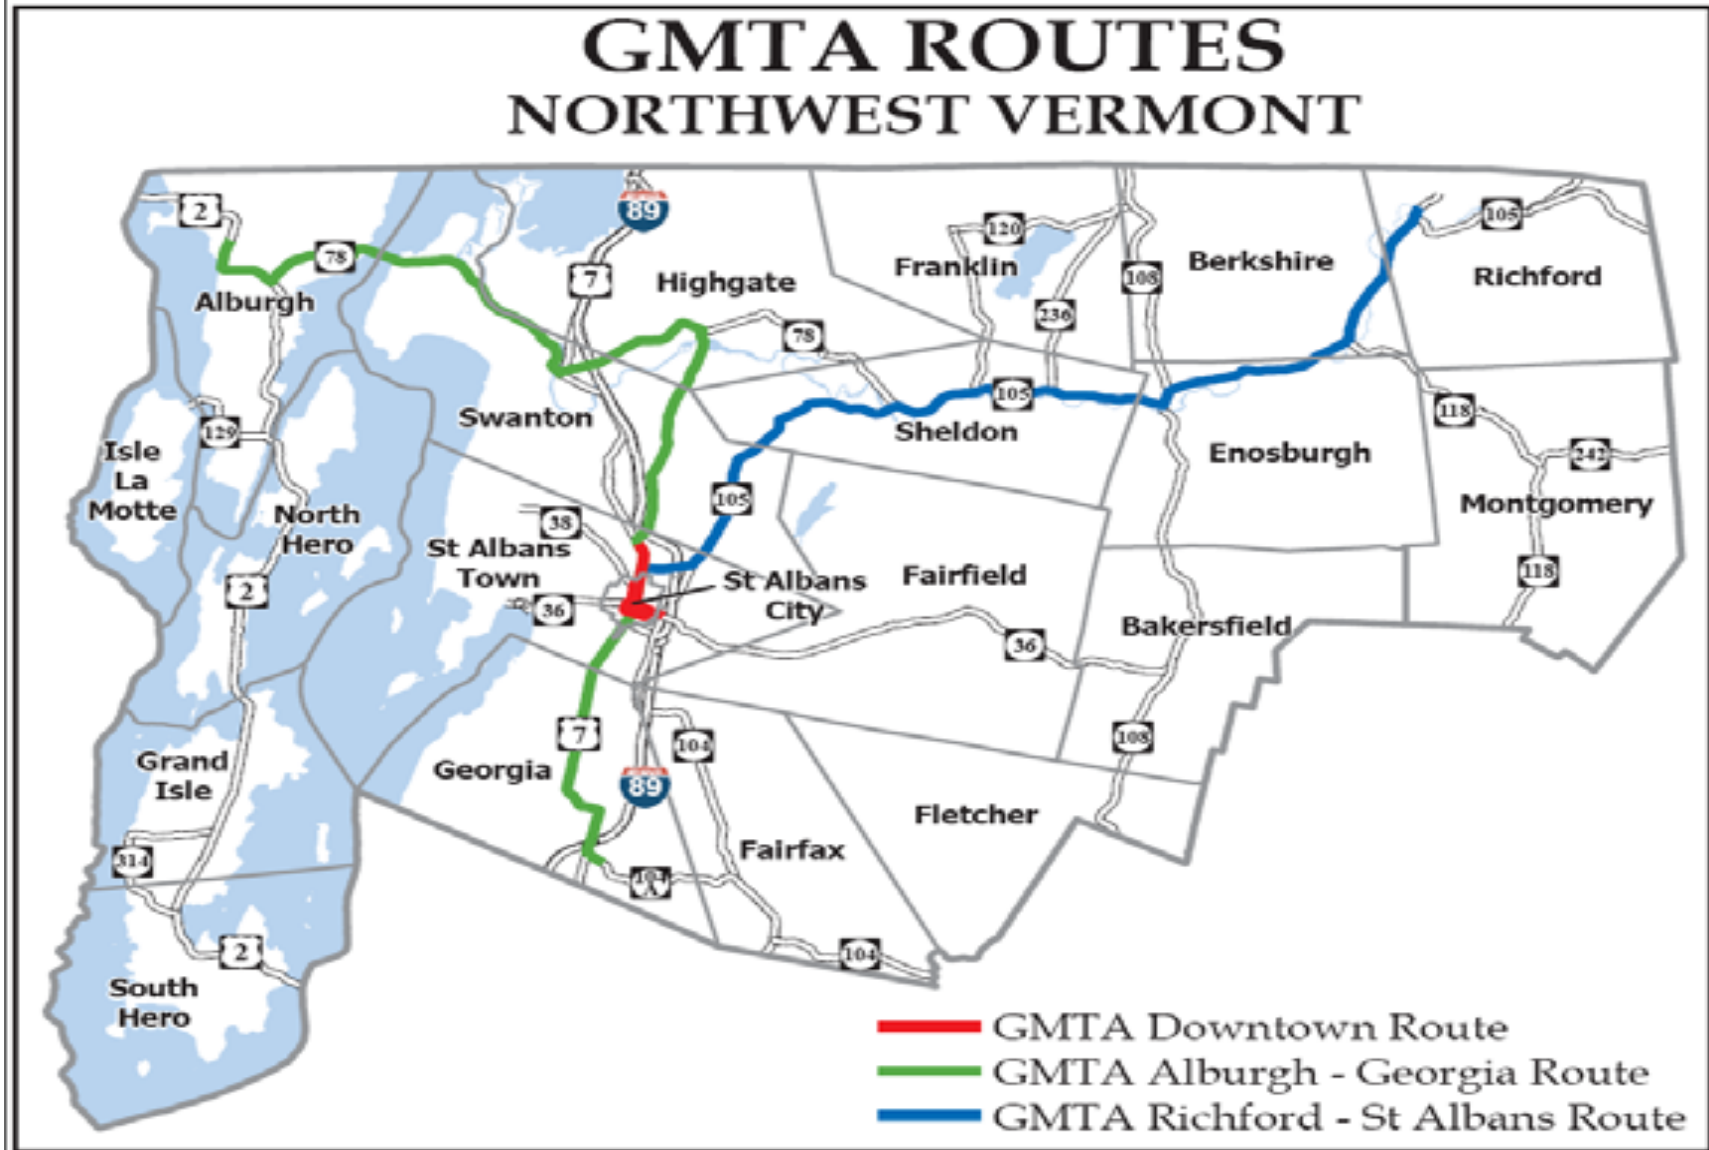 GMTA ROUTES
NORTHWEST VERMONT
89
2
105
120
78
7
Highgate
Franklin
108
Berkshire
Richford
Alburgh
236
78
105
118
Swanton
129
Sheldon
Isle
La
Motte
Enosburgh
242
105
Montgomery
North
Hero
38
St Albans
Town
Fairfield
118
St Albans
City
2
36
Bakersfield
36
7
104
108
Grand
Isle
Georgia
89
Fletcher
314
Fairfax
104
A
2
104
South
Hero
GMTA Downtown Route
GMTA Alburgh - Georgia Route
GMTA Richford - St Albans Route